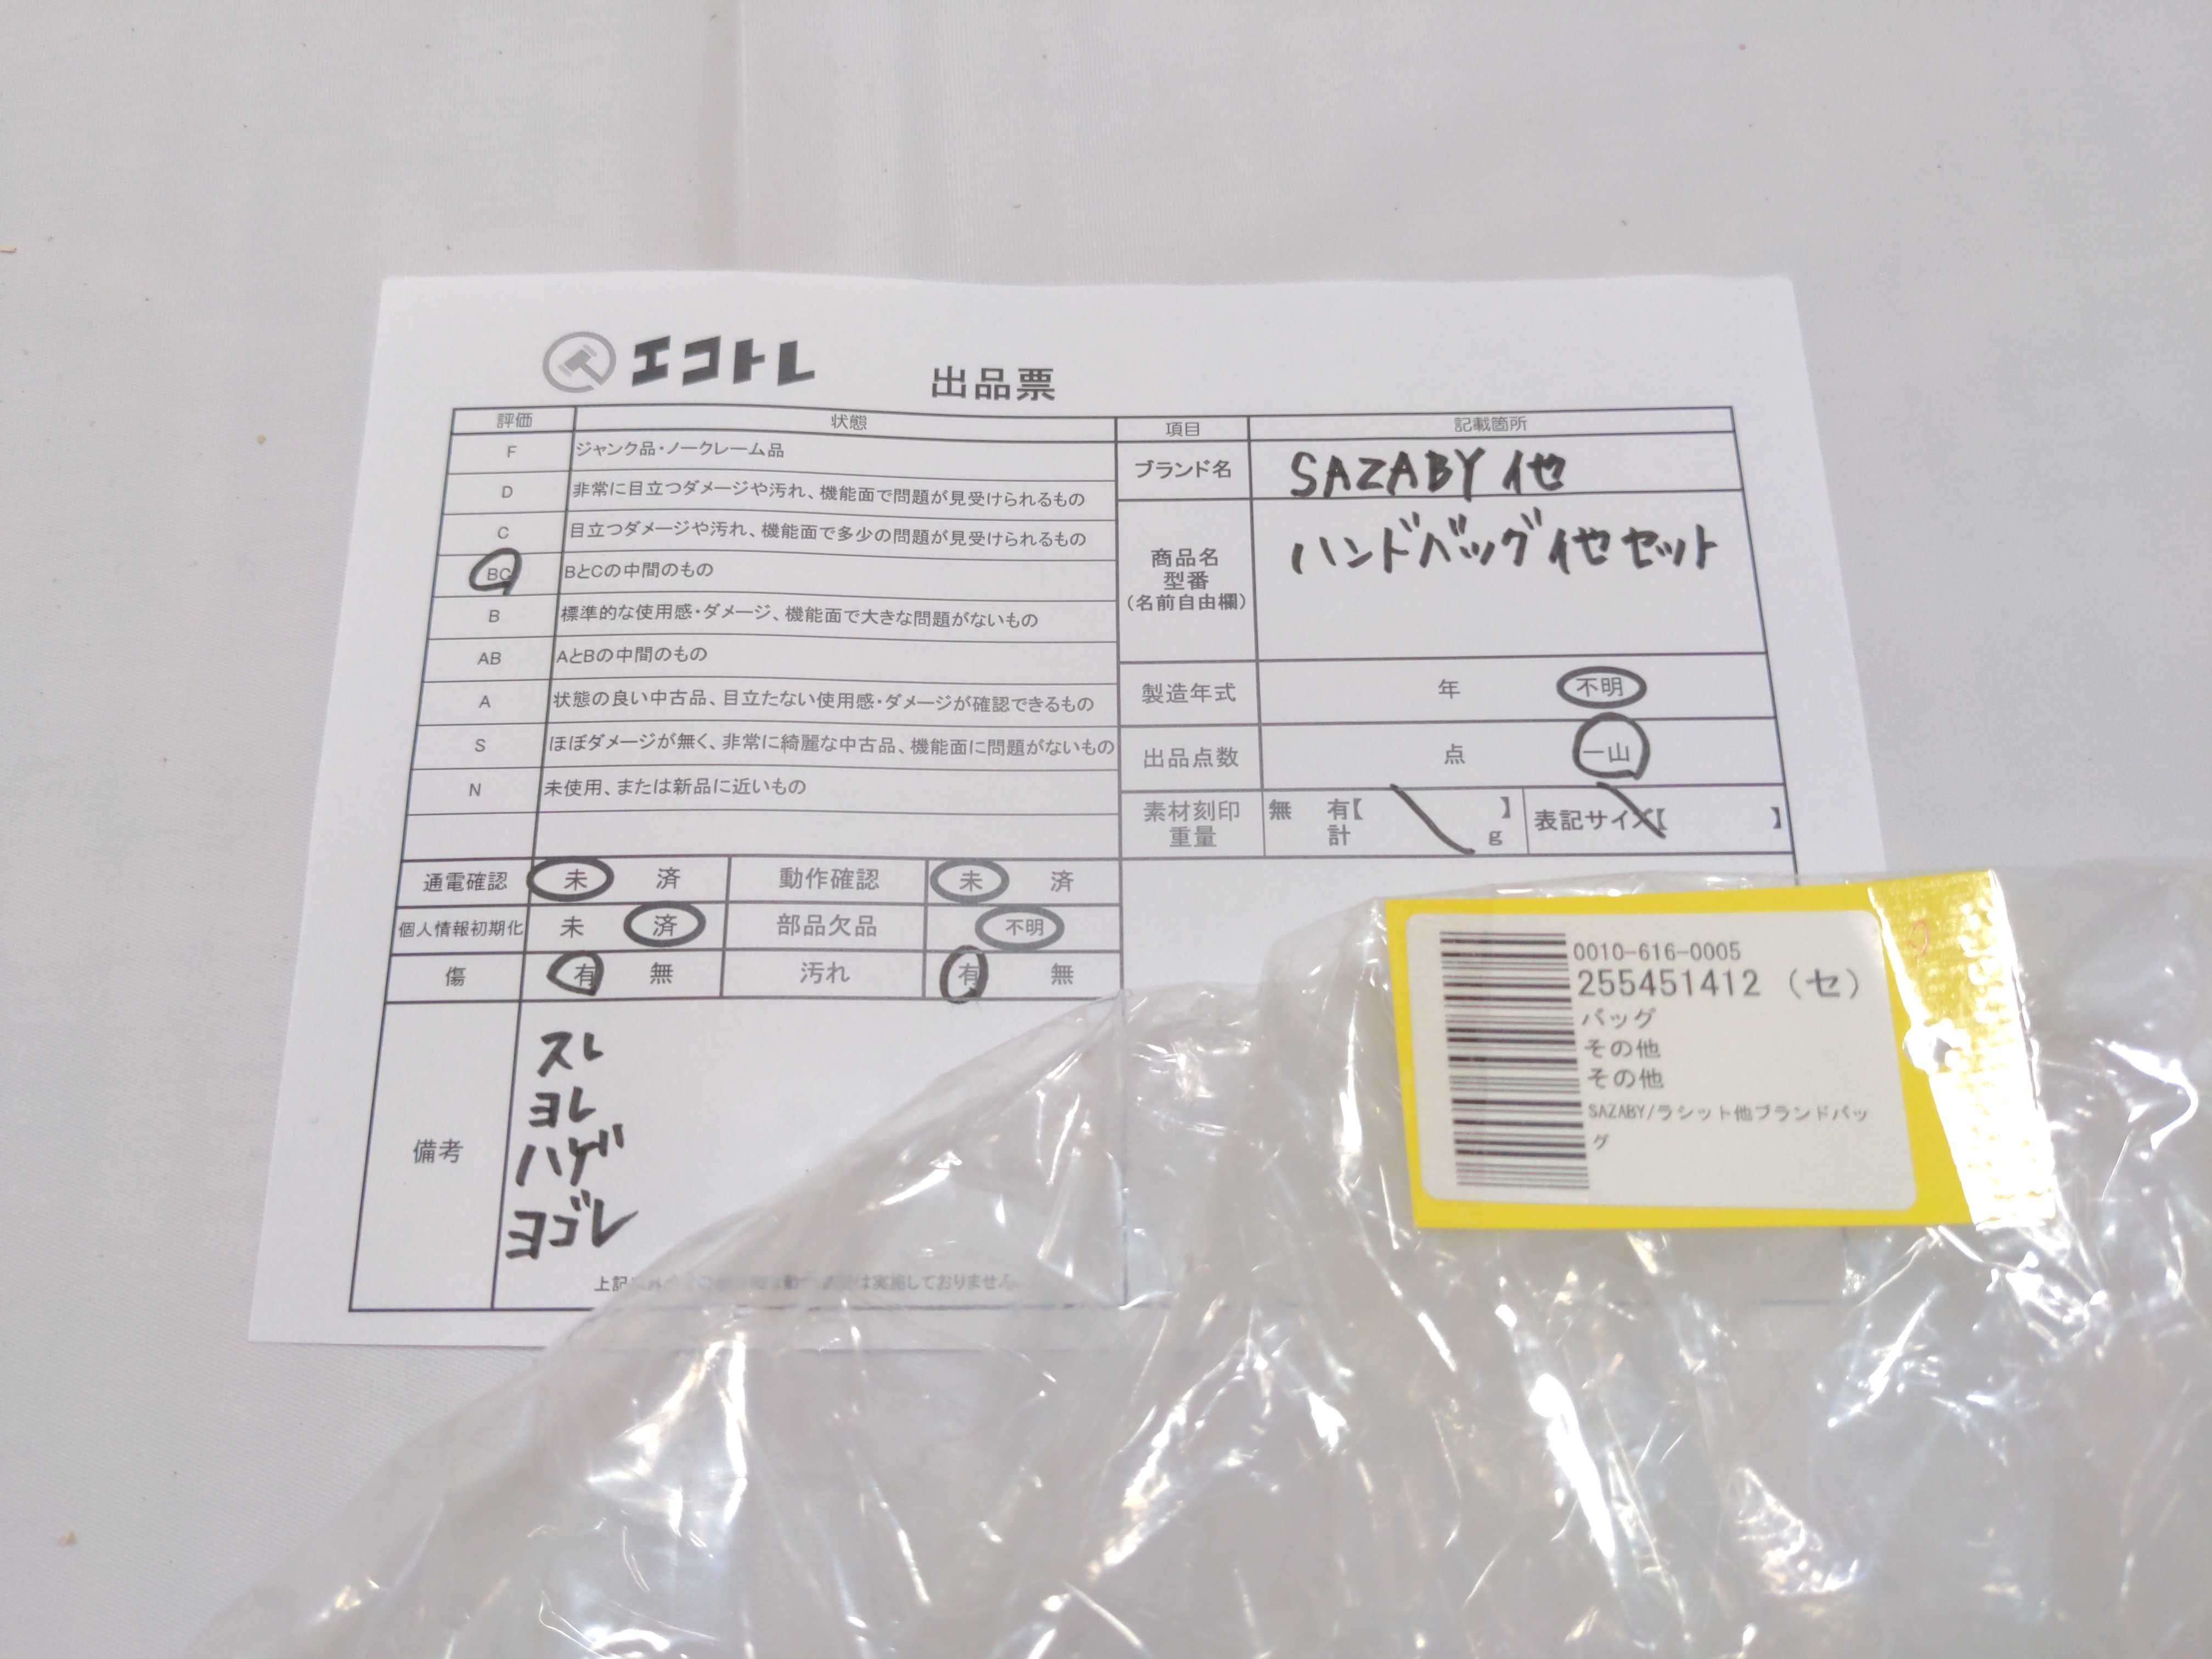 エコトレ 出品票
評価 状態
F ジャンク品・ノークレーム品
D 非常に目立つダメージや汚れ、機能面で問題が見受けられるもの
C 目立つダメージや汚れ、機能面で多少の問題が見受けられるもの
BC BとCの中間のもの
B 標準的な使用感・ダメージ、機能面で大きな問題がないもの
AB AとBの中間のもの
A 状態の良い中古品、目立たない使用感・ダメージが確認できるもの
S ほぼダメージが無く、非常に綺麗な中古品、機能面に問題がないもの
N 未使用、または新品に近いもの
項目 記載箇所
ブランド名 SAZABY 他
商品名
型番
(名前自由欄)
ハンドバッグ他セット
製造年式 年 不明
出品点数 点 一山
素材刻印 無 有【 】
重量 計 g
表記サイズ【 】
通電確認 未 済 動作確認 未 済
個人情報初期化 未 済 部品欠品 不明
傷 有 無 汚れ 有 無
備考
スレ
ヨレ
ハゲ
ヨゴレ
上記 は実施しておりません
0010-616-0005
255451412 (セ)
バッグ
その他
その他
SAZABY/ラシット他ブランドバッ
グ